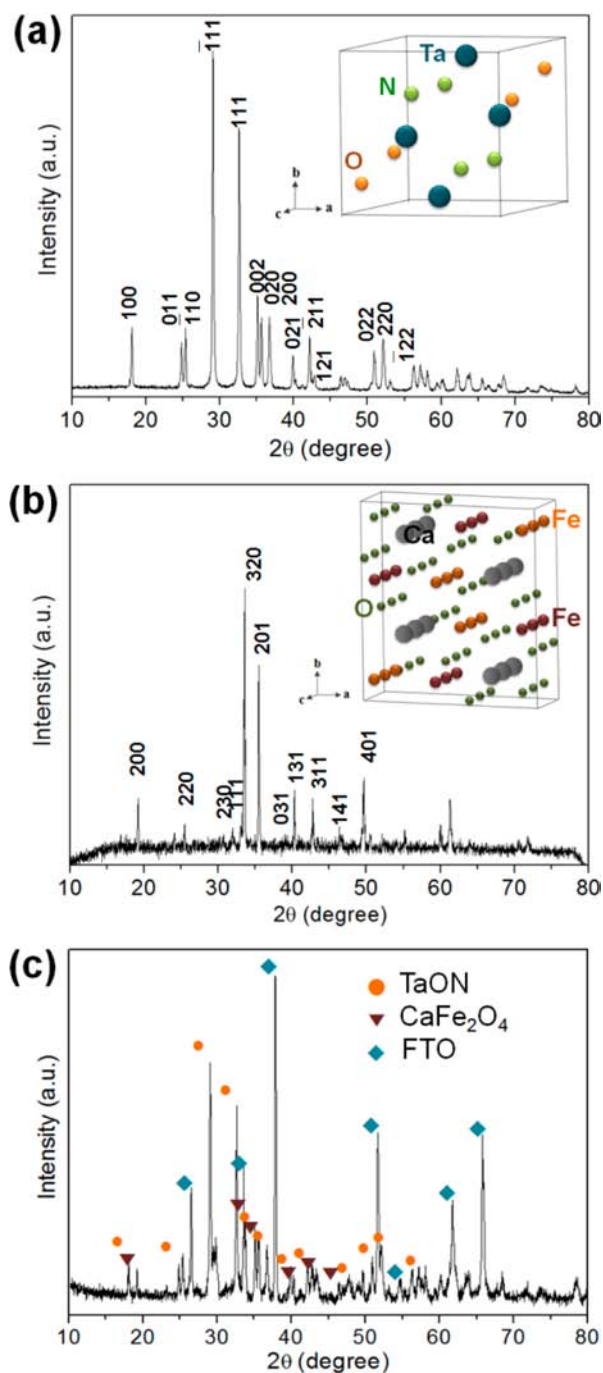 (a)
Intensity (a.u.)
1̄11
111
Ta
N
O
b
c
a
100
011
1̄10
002
020
200
021
2̄11
121
022
220
1̄22
10 20 30 40 50 60 70 80
2θ (degree)
(b)
Intensity (a.u.)
320
201
Ca
Fe
O
Fe
b
c
a
200
220
230
111
031
131
311
141
401
10 20 30 40 50 60 70 80
2θ (degree)
(c)
Intensity (a.u.)
TaON
CaFe₂O₄
FTO
10 20 30 40 50 60 70 80
2θ (degree)